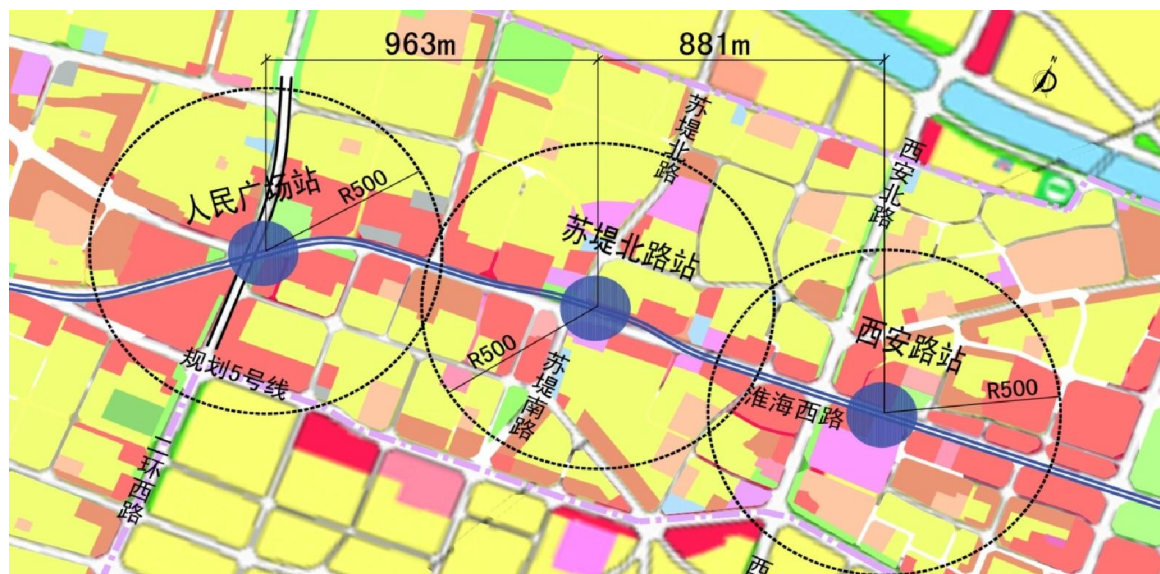 963m
881m
N
苏堤北路
西安北路
人民广场站
R500
苏堤北路站
R500
苏堤南路
西安路站
R500
规划5号线
淮海西路
二环西路
西
西